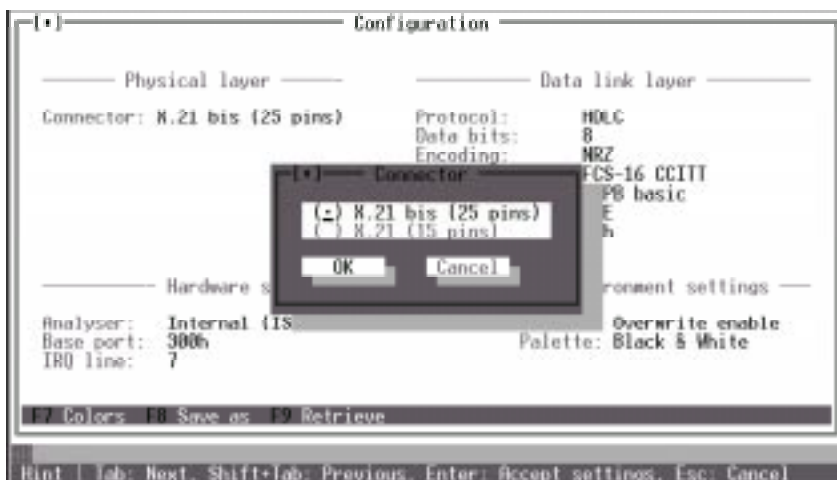 Configuration
Physical layer
Data link layer
Connector: X.21 bis (25 pins)
Protocol: HDLC
Data bits: 8
Encoding: NRZ
FCS-16 CCITT
PB basic
E
h
Connector
(•) X.21 bis (25 pins)
( ) X.21 (15 pins)
OK Cancel
Hardware s
ronment settings
Analyser: Internal (IS
Base port: 300h
IRQ line: 7
Overwrite enable
Palette: Black & White
F7 Colors F8 Save as F9 Retrieve
Hint | Tab: Next, Shift+Tab: Previous, Enter: Accept settings, Esc: Cancel